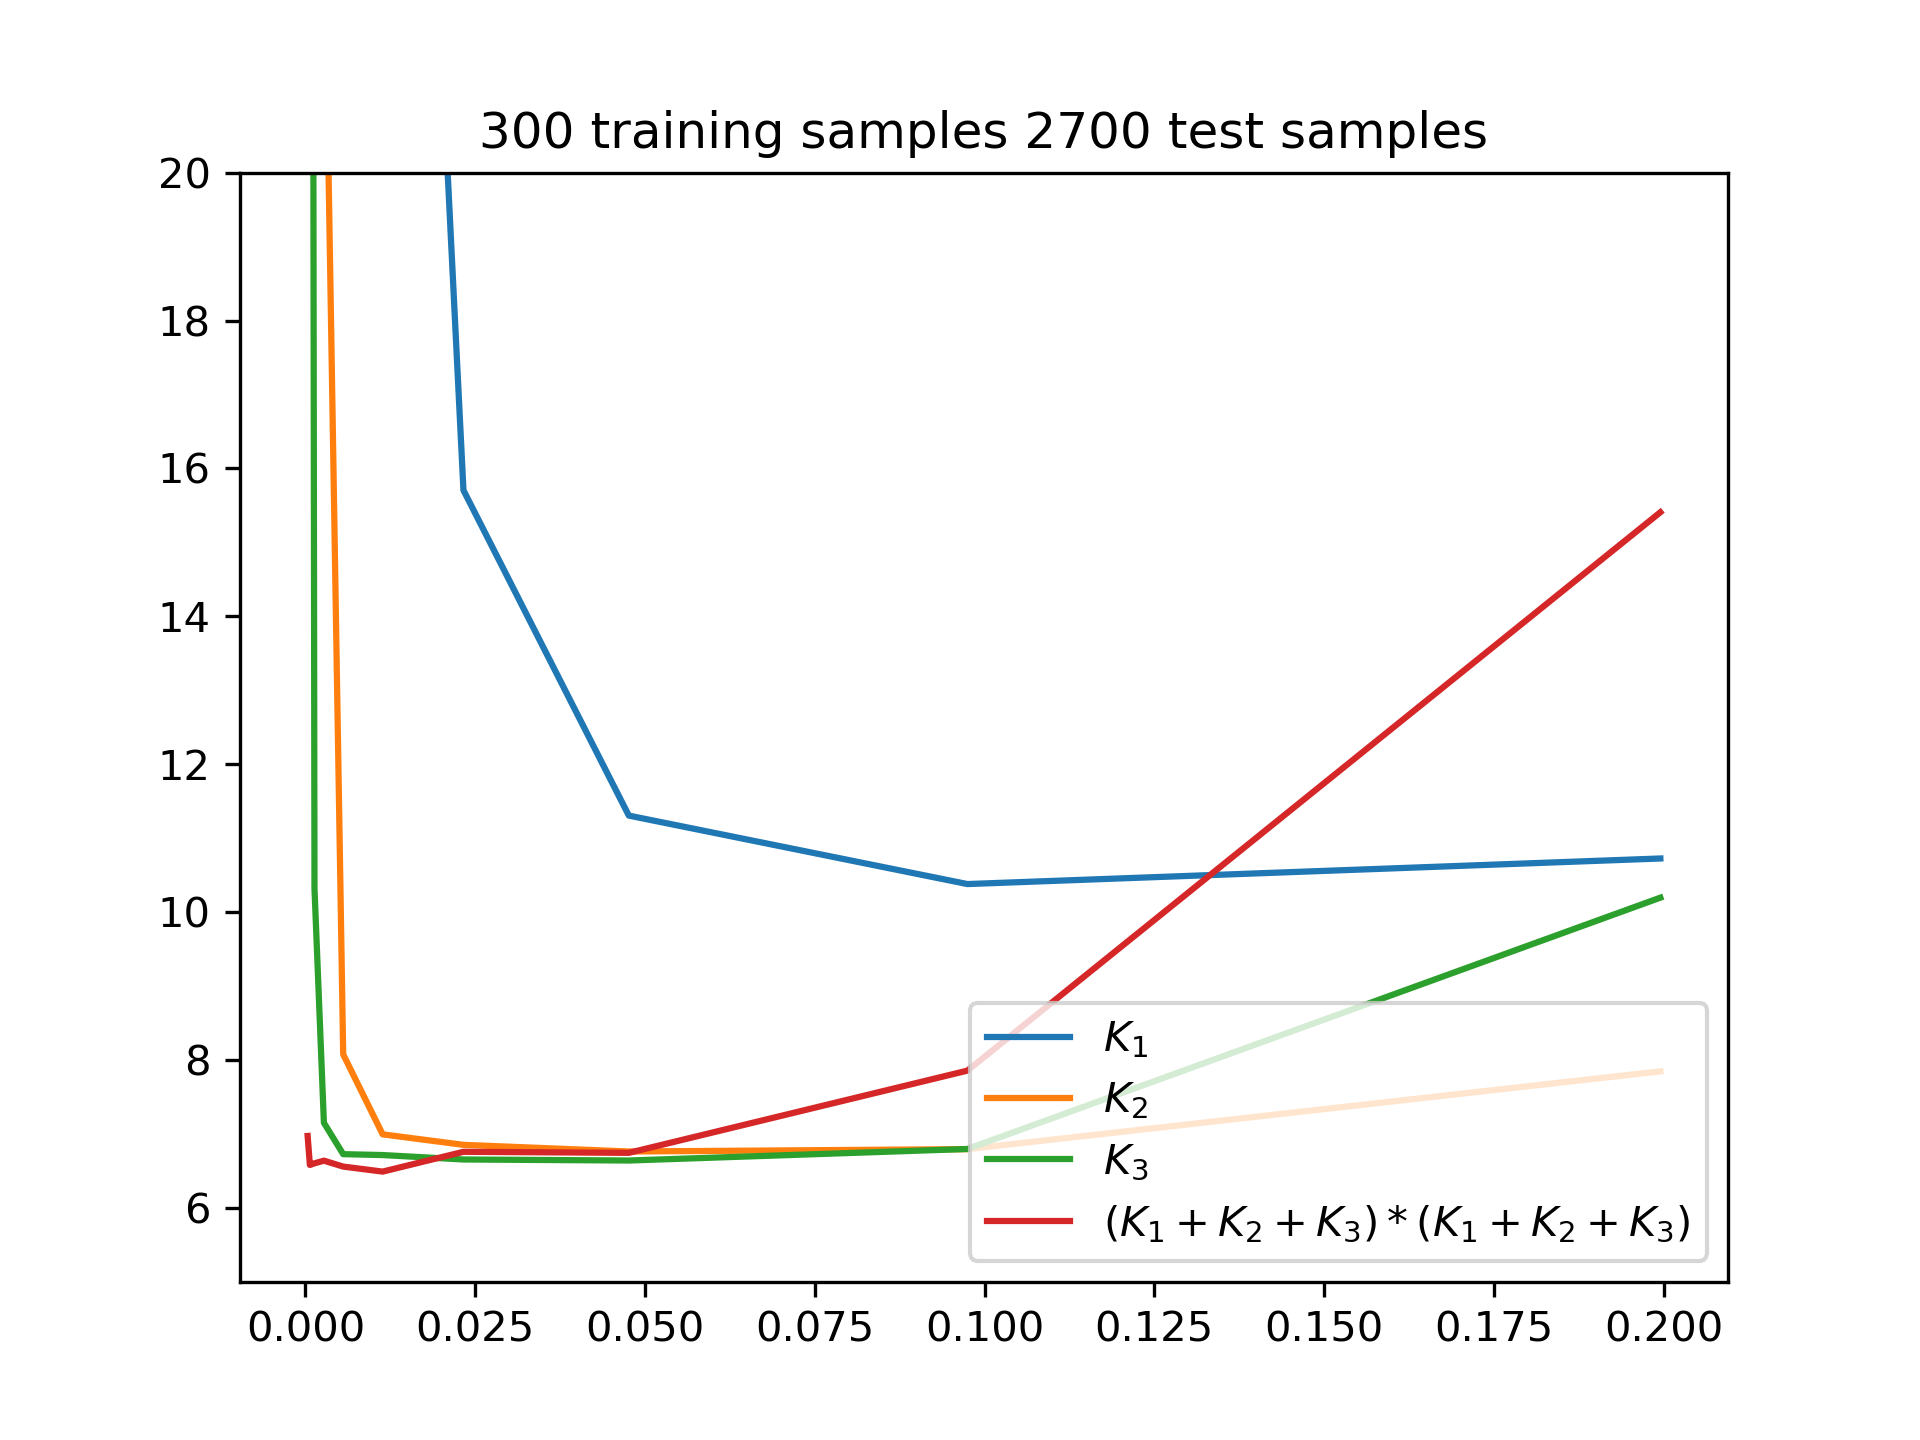 300 training samples 2700 test samples
20
18
16
14
12
10
8
6
K₁
K₂
K₃
(K₁ + K₂ + K₃) * (K₁ + K₂ + K₃)
0.000 0.025 0.050 0.075 0.100 0.125 0.150 0.175 0.200